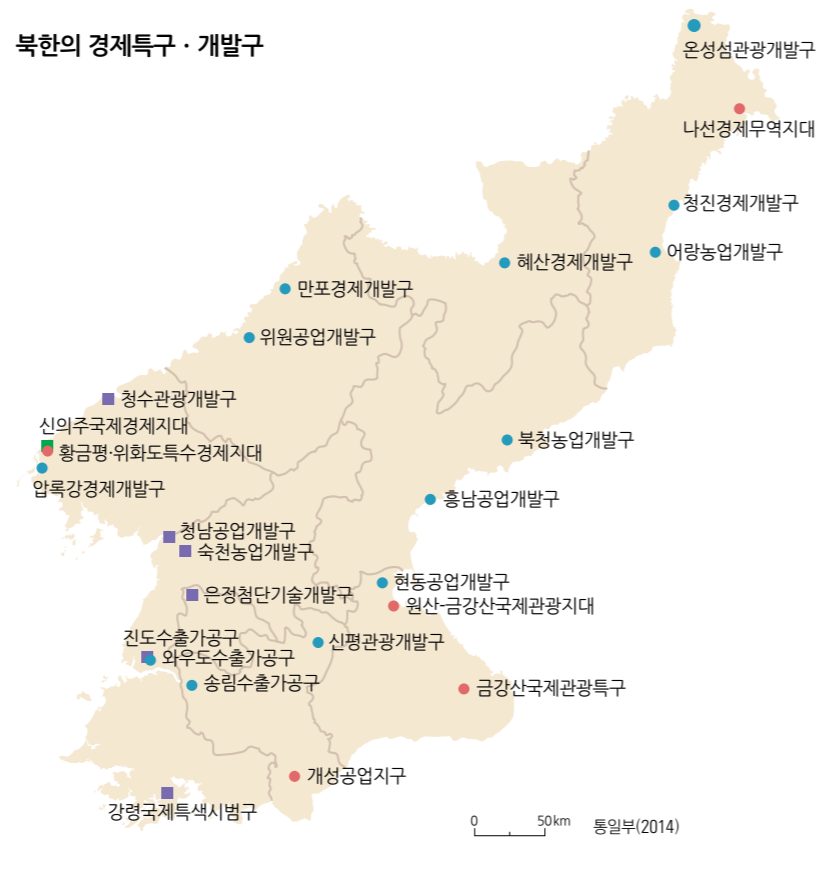 북한의 경제특구 · 개발구
온성섬관광개발구
나선경제무역지대
청진경제개발구
어랑농업개발구
혜산경제개발구
만포경제개발구
위원공업개발구
청수관광개발구
신의주국제경제지대
황금평·위화도특수경제지대
압록강경제개발구
북청농업개발구
흥남공업개발구
청남공업개발구
숙천농업개발구
현동공업개발구
은정첨단기술개발구
원산-금강산국제관광지대
진도수출가공구
신평관광개발구
와우도수출가공구
송림수출가공구
금강산국제관광특구
개성공업지구
강령국제특색시범구
0 50km 통일부(2014)